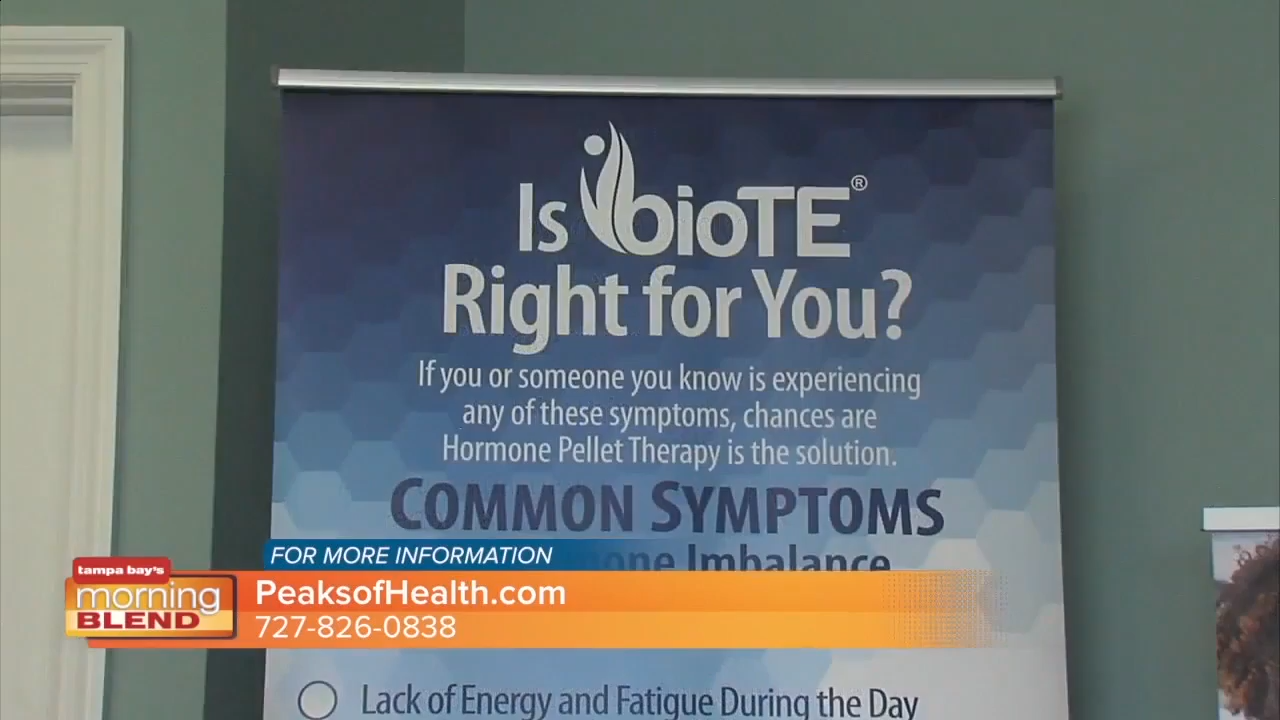 Is bioTE®
Right for You?
If you or someone you know is experiencing
any of these symptoms, chances are
Hormone Pellet Therapy is the solution.
COMMON SYMPTOMS
Imbalance
FOR MORE INFORMATION
tampa bay's
morning
BLEND
PeaksofHealth.com
727-826-0838
Lack of Energy and Fatigue During the Day